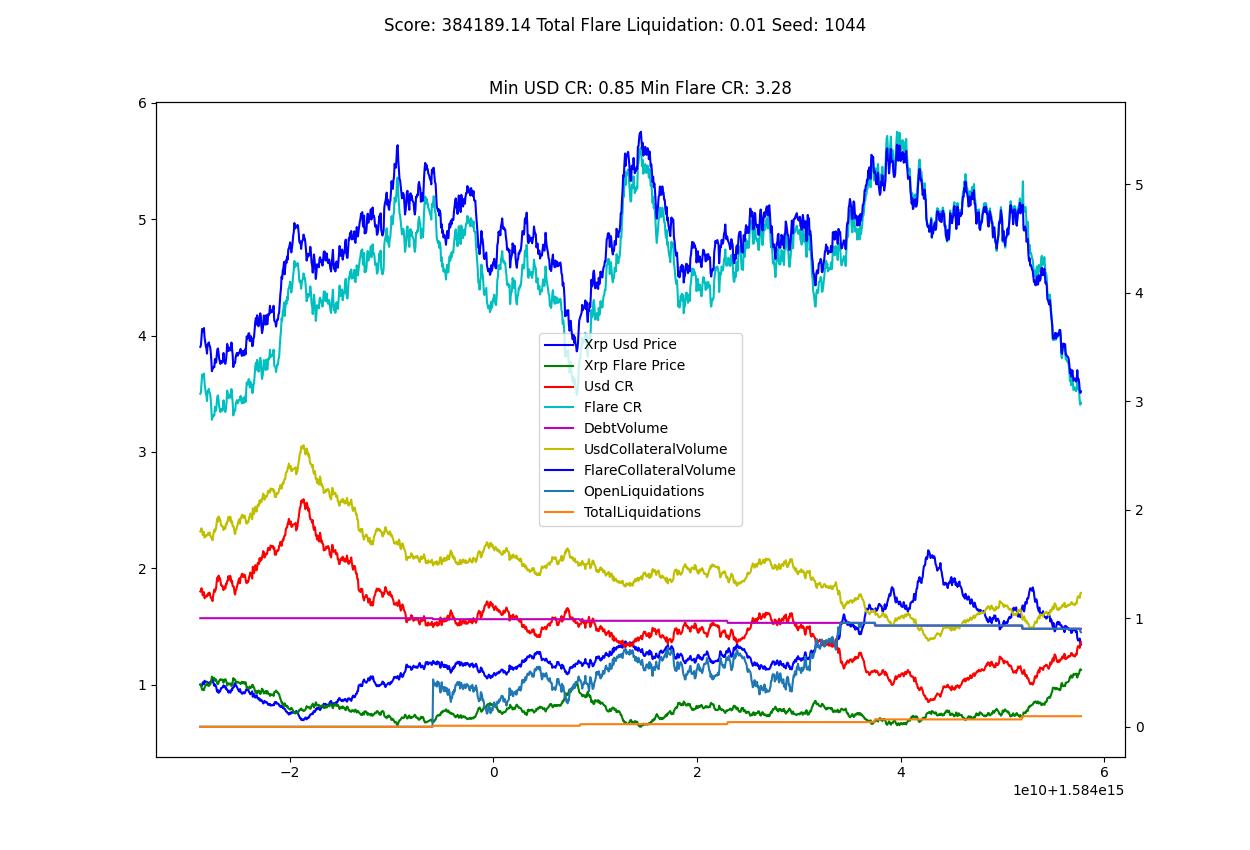 Score: 384189.14 Total Flare Liquidation: 0.01 Seed: 1044
Min USD CR: 0.85 Min Flare CR: 3.28
6
5
4
3
2
1
5
4
3
2
1
0
Xrp Usd Price
Xrp Flare Price
Usd CR
Flare CR
DebtVolume
UsdCollateralVolume
FlareCollateralVolume
OpenLiquidations
TotalLiquidations
−2 0 2 4 6
1e10+1.584e15